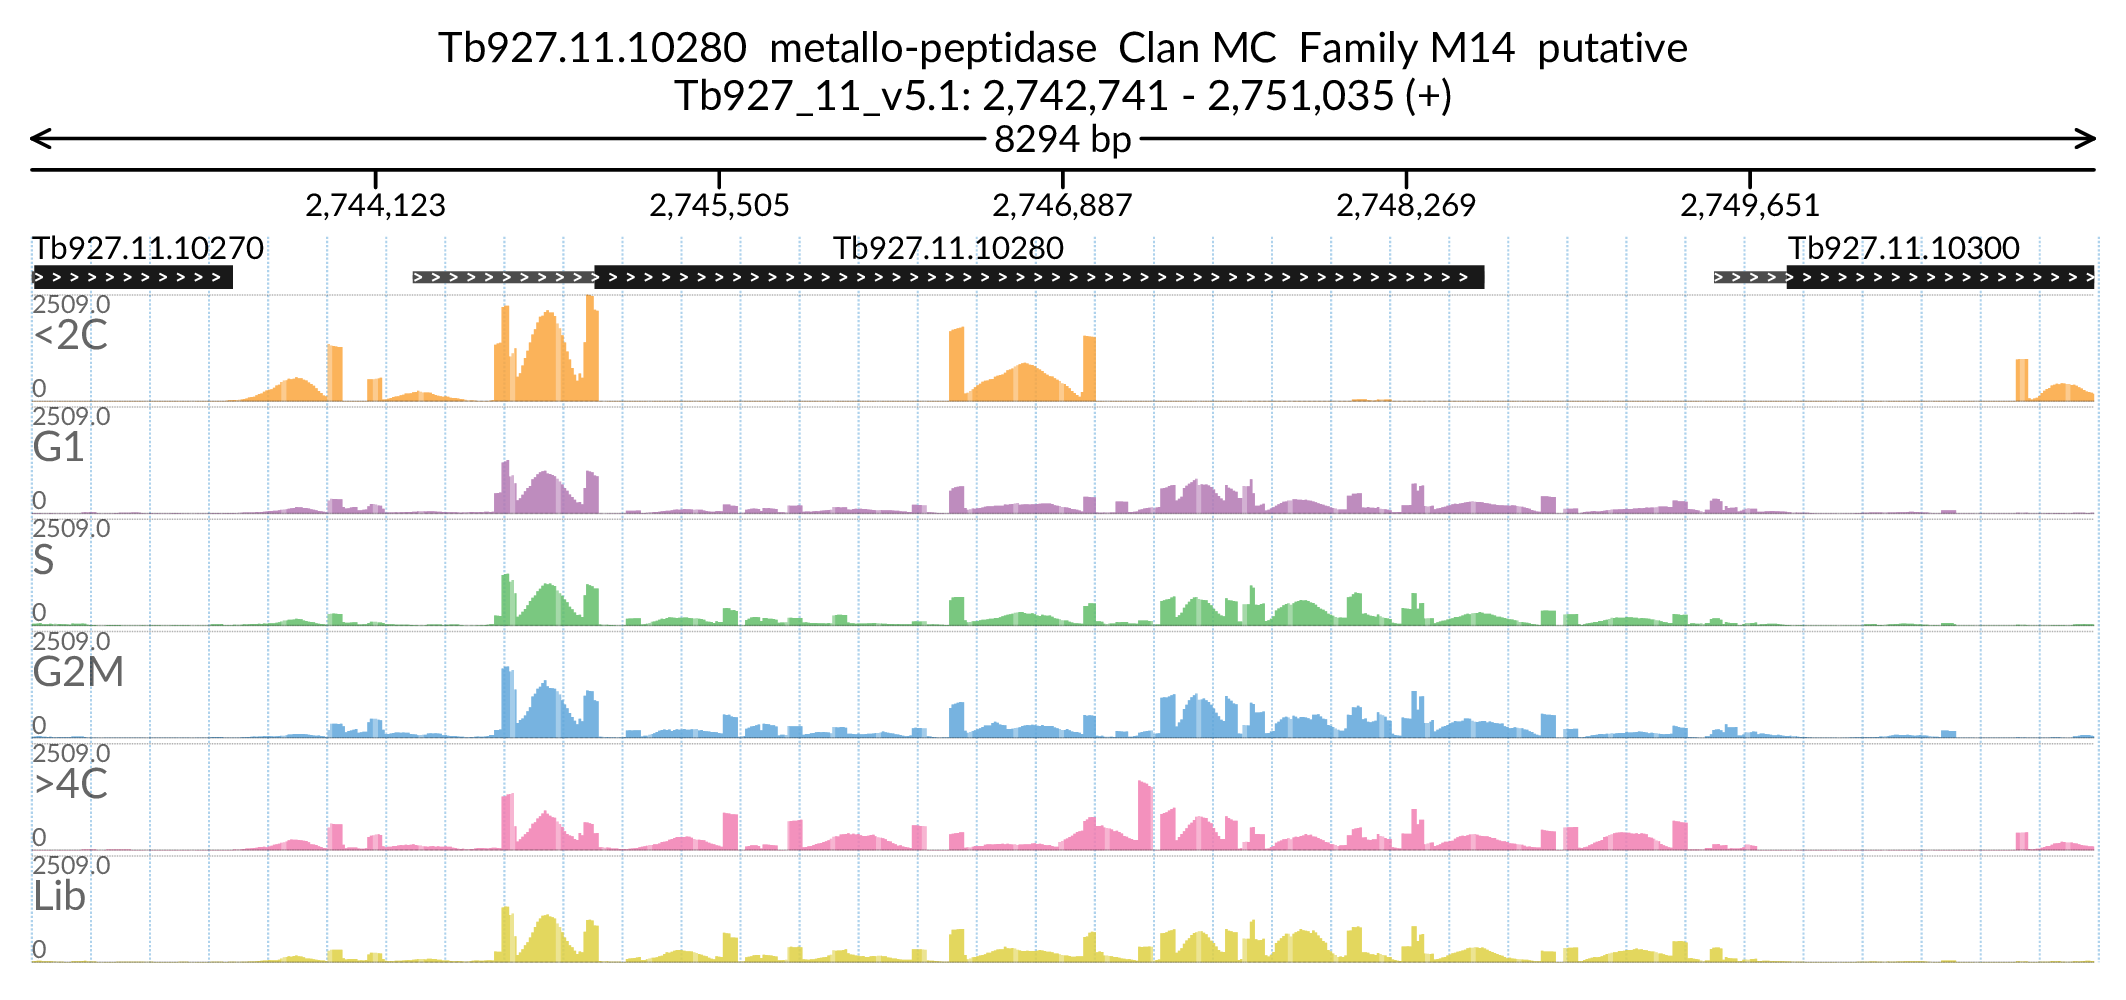 Tb927.11.10280 metallo-peptidase Clan MC Family M14 putative
Tb927_11_v5.1: 2,742,741 - 2,751,035 (+)
8294 bp
2,744,123 2,745,505 2,746,887 2,748,269 2,749,651
Tb927.11.10270 Tb927.11.10280 Tb927.11.10300
2509.0
<2C
0
2509.0
G1
0
2509.0
S
0
2509.0
G2M
0
2509.0
>4C
0
2509.0
Lib
0